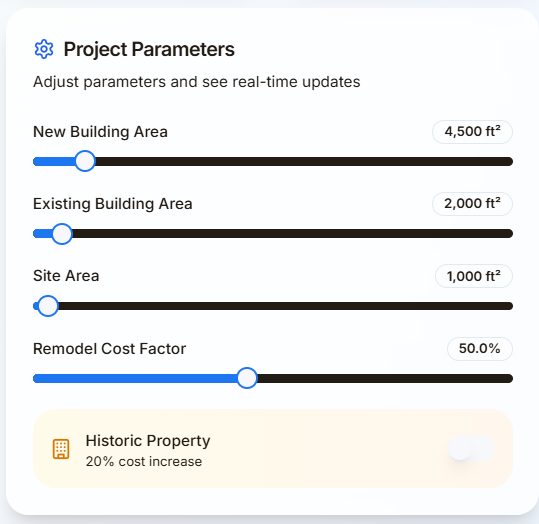 Project Parameters
Adjust parameters and see real-time updates
New Building Area
4,500 ft²
Existing Building Area
2,000 ft²
Site Area
1,000 ft²
Remodel Cost Factor
50.0%
Historic Property
20% cost increase